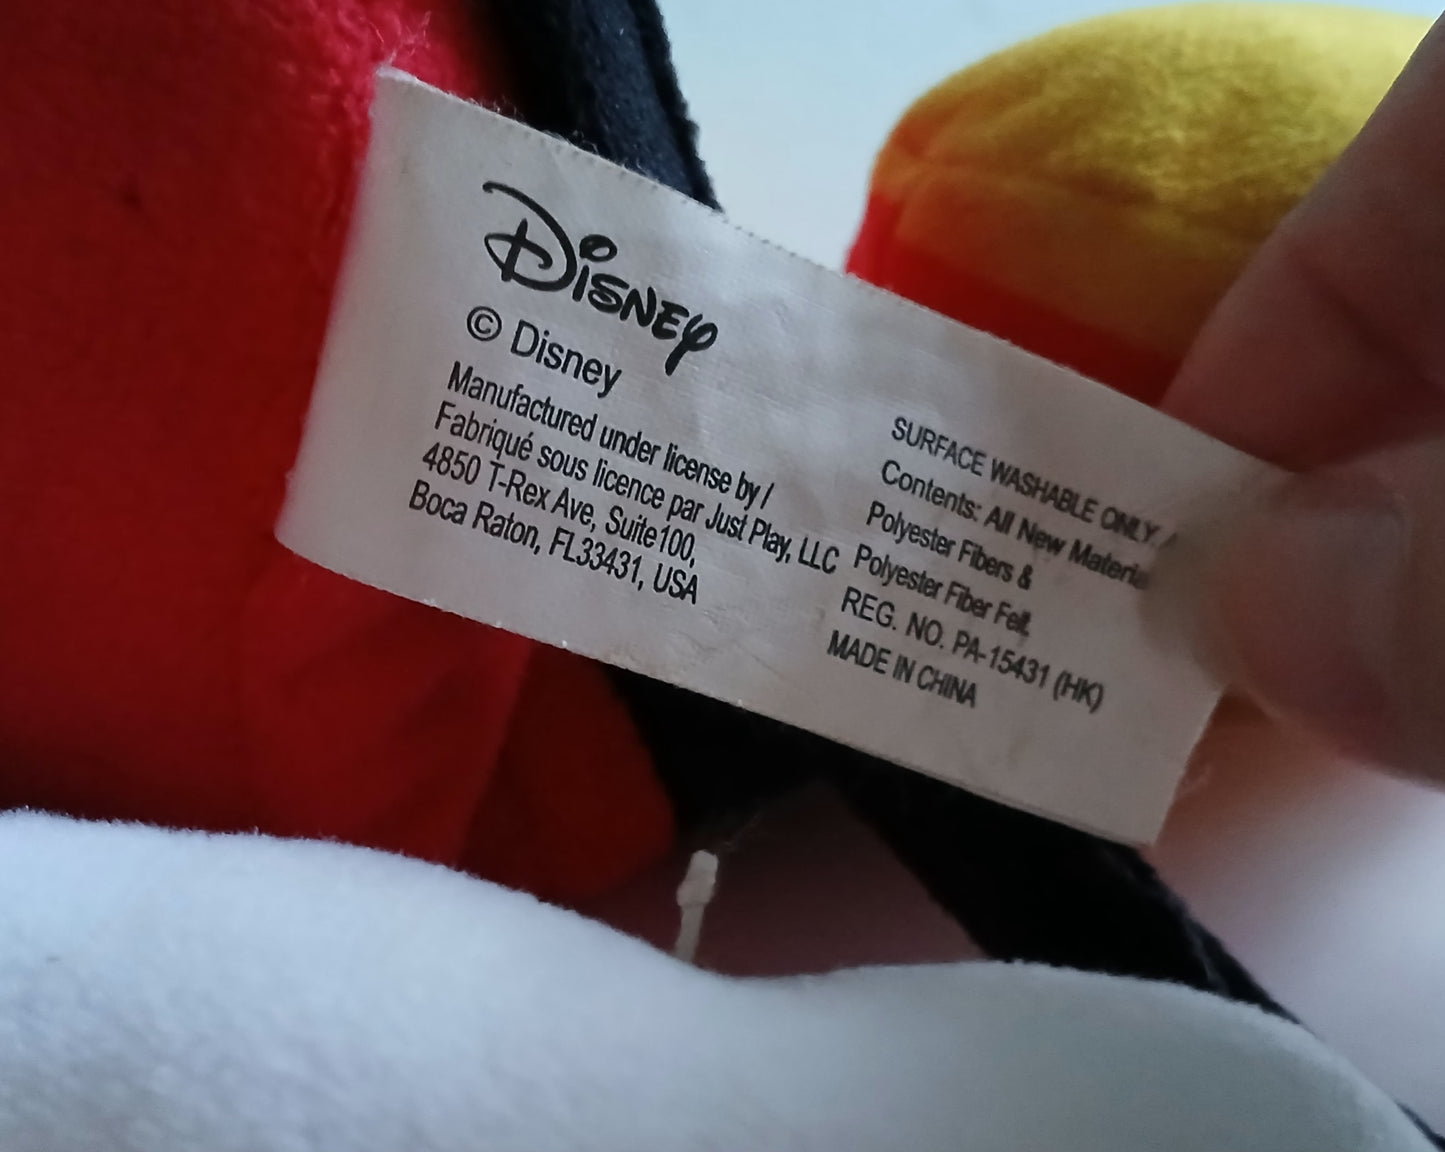 Disney
© Disney
Manufactured under license by /
Fabriqué sous licence par Just Play, LLC
4850 T-Rex Ave, Suite100,
Boca Raton, FL33431, USA
SURFACE WASHABLE ONLY
Contents: All New
Polyester Fibers &
Polyester Fiber Felt.
REG. NO. PA-15431 (HK)
MADE IN CHINA